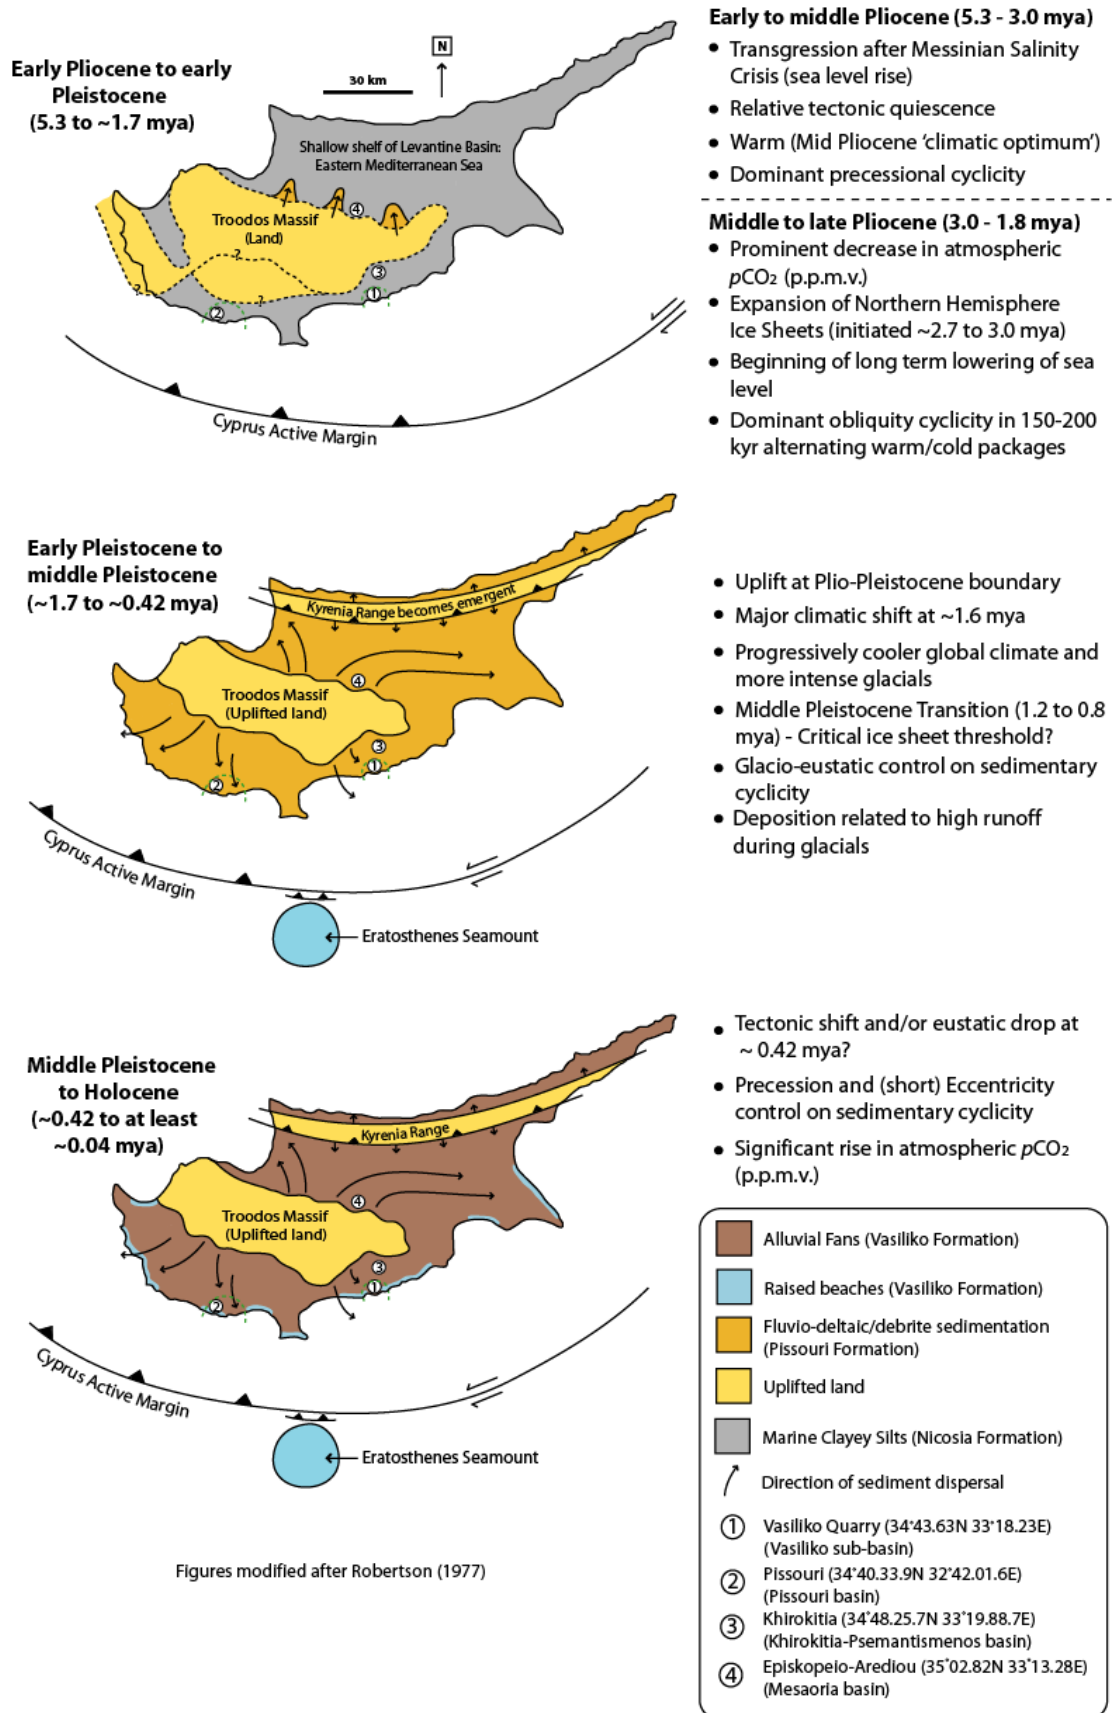 Early Pliocene to early
Pleistocene
(5.3 to ~1.7 mya)
N
30 km
Shallow shelf of Levantine Basin:
Eastern Mediterranean Sea
Troodos Massif
(Land)
4
?
3
?
1
?
2
Cyprus Active Margin
Early to middle Pliocene (5.3 - 3.0 mya)
• Transgression after Messinian Salinity
Crisis (sea level rise)
• Relative tectonic quiescence
• Warm (Mid Pliocene ‘climatic optimum’)
• Dominant precessional cyclicity
Middle to late Pliocene (3.0 - 1.8 mya)
• Prominent decrease in atmospheric
pCO₂ (p.p.m.v.)
• Expansion of Northern Hemisphere
Ice Sheets (initiated ~2.7 to 3.0 mya)
• Beginning of long term lowering of sea
level
• Dominant obliquity cyclicity in 150-200
kyr alternating warm/cold packages
Early Pleistocene to
middle Pleistocene
(~1.7 to ~0.42 mya)
Kyrenia Range becomes emergent
Troodos Massif
(Uplifted land)
4
3
1
2
Cyprus Active Margin
Eratosthenes Seamount
• Uplift at Plio-Pleistocene boundary
• Major climatic shift at ~1.6 mya
• Progressively cooler global climate and
more intense glacials
• Middle Pleistocene Transition (1.2 to 0.8
mya) - Critical ice sheet threshold?
• Glacio-eustatic control on sedimentary
cyclicity
• Deposition related to high runoff
during glacials
Middle Pleistocene
to Holocene
(~0.42 to at least
~0.04 mya)
Kyrenia Range
Troodos Massif
(Uplifted land)
4
3
1
2
Cyprus Active Margin
Eratosthenes Seamount
• Tectonic shift and/or eustatic drop at
~ 0.42 mya?
• Precession and (short) Eccentricity
control on sedimentary cyclicity
• Significant rise in atmospheric pCO₂
(p.p.m.v.)
Alluvial Fans (Vasiliko Formation)
Raised beaches (Vasiliko Formation)
Fluvio-deltaic/debrite sedimentation
(Pissouri Formation)
Uplifted land
Marine Clayey Silts (Nicosia Formation)
Direction of sediment dispersal
1 Vasiliko Quarry (34°43.63N 33°18.23E)
(Vasiliko sub-basin)
2 Pissouri (34°40.33.9N 32°42.01.6E)
(Pissouri basin)
3 Khirokitia (34°48.25.7N 33°19.88.7E)
(Khirokitia-Psemantismenos basin)
4 Episkopeio-Arediou (35°02.82N 33°13.28E)
(Mesaoria basin)
Figures modified after Robertson (1977)